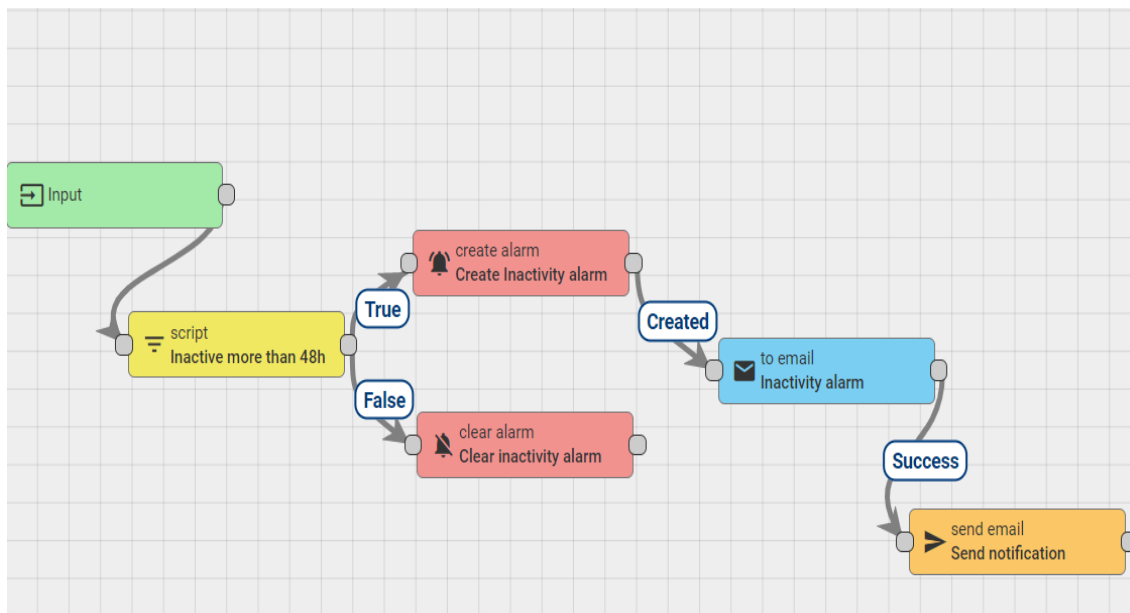 Input
create alarm
Create Inactivity alarm
True
script
Inactive more than 48h
Created
to email
Inactivity alarm
False
clear alarm
Clear inactivity alarm
Success
send email
Send notification